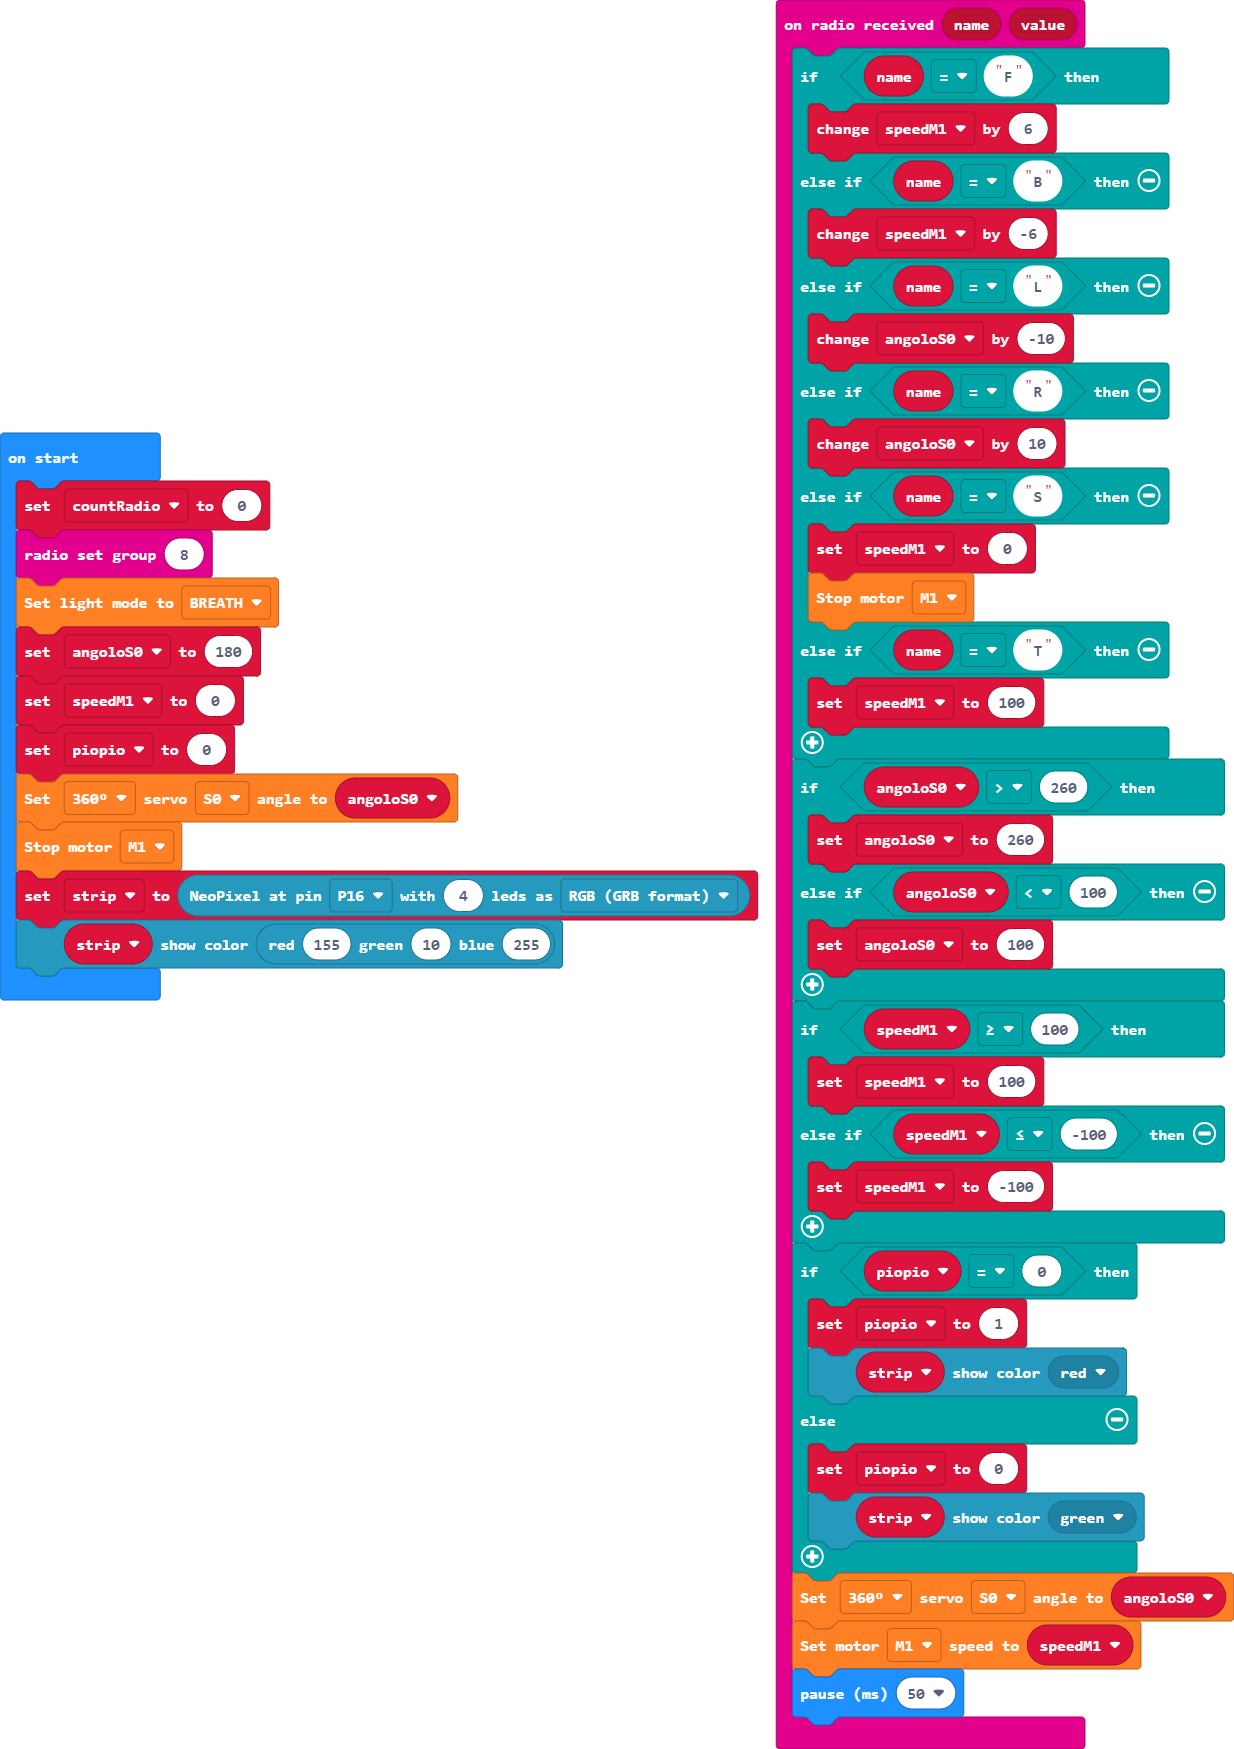 on start
set countRadio to 0
radio set group 8
Set light mode to BREATH
set angoloS0 to 180
set speedM1 to 0
set piopio to 0
Set 360º servo S0 angle to angoloS0
Stop motor M1
set strip to NeoPixel at pin P16 with 4 leds as RGB (GRB format)
strip show color red 155 green 10 blue 255
on radio received name value
if name = "F" then
change speedM1 by 6
else if name = "B" then
change speedM1 by -6
else if name = "L" then
change angoloS0 by -10
else if name = "R" then
change angoloS0 by 10
else if name = "S" then
set speedM1 to 0
Stop motor M1
else if name = "T" then
set speedM1 to 100
if angoloS0 > 260 then
set angoloS0 to 260
else if angoloS0 < 100 then
set angoloS0 to 100
if speedM1 ≥ 100 then
set speedM1 to 100
else if speedM1 ≤ -100 then
set speedM1 to -100
if piopio = 0 then
set piopio to 1
strip show color red
else
set piopio to 0
strip show color green
Set 360º servo S0 angle to angoloS0
Set motor M1 speed to speedM1
pause (ms) 50